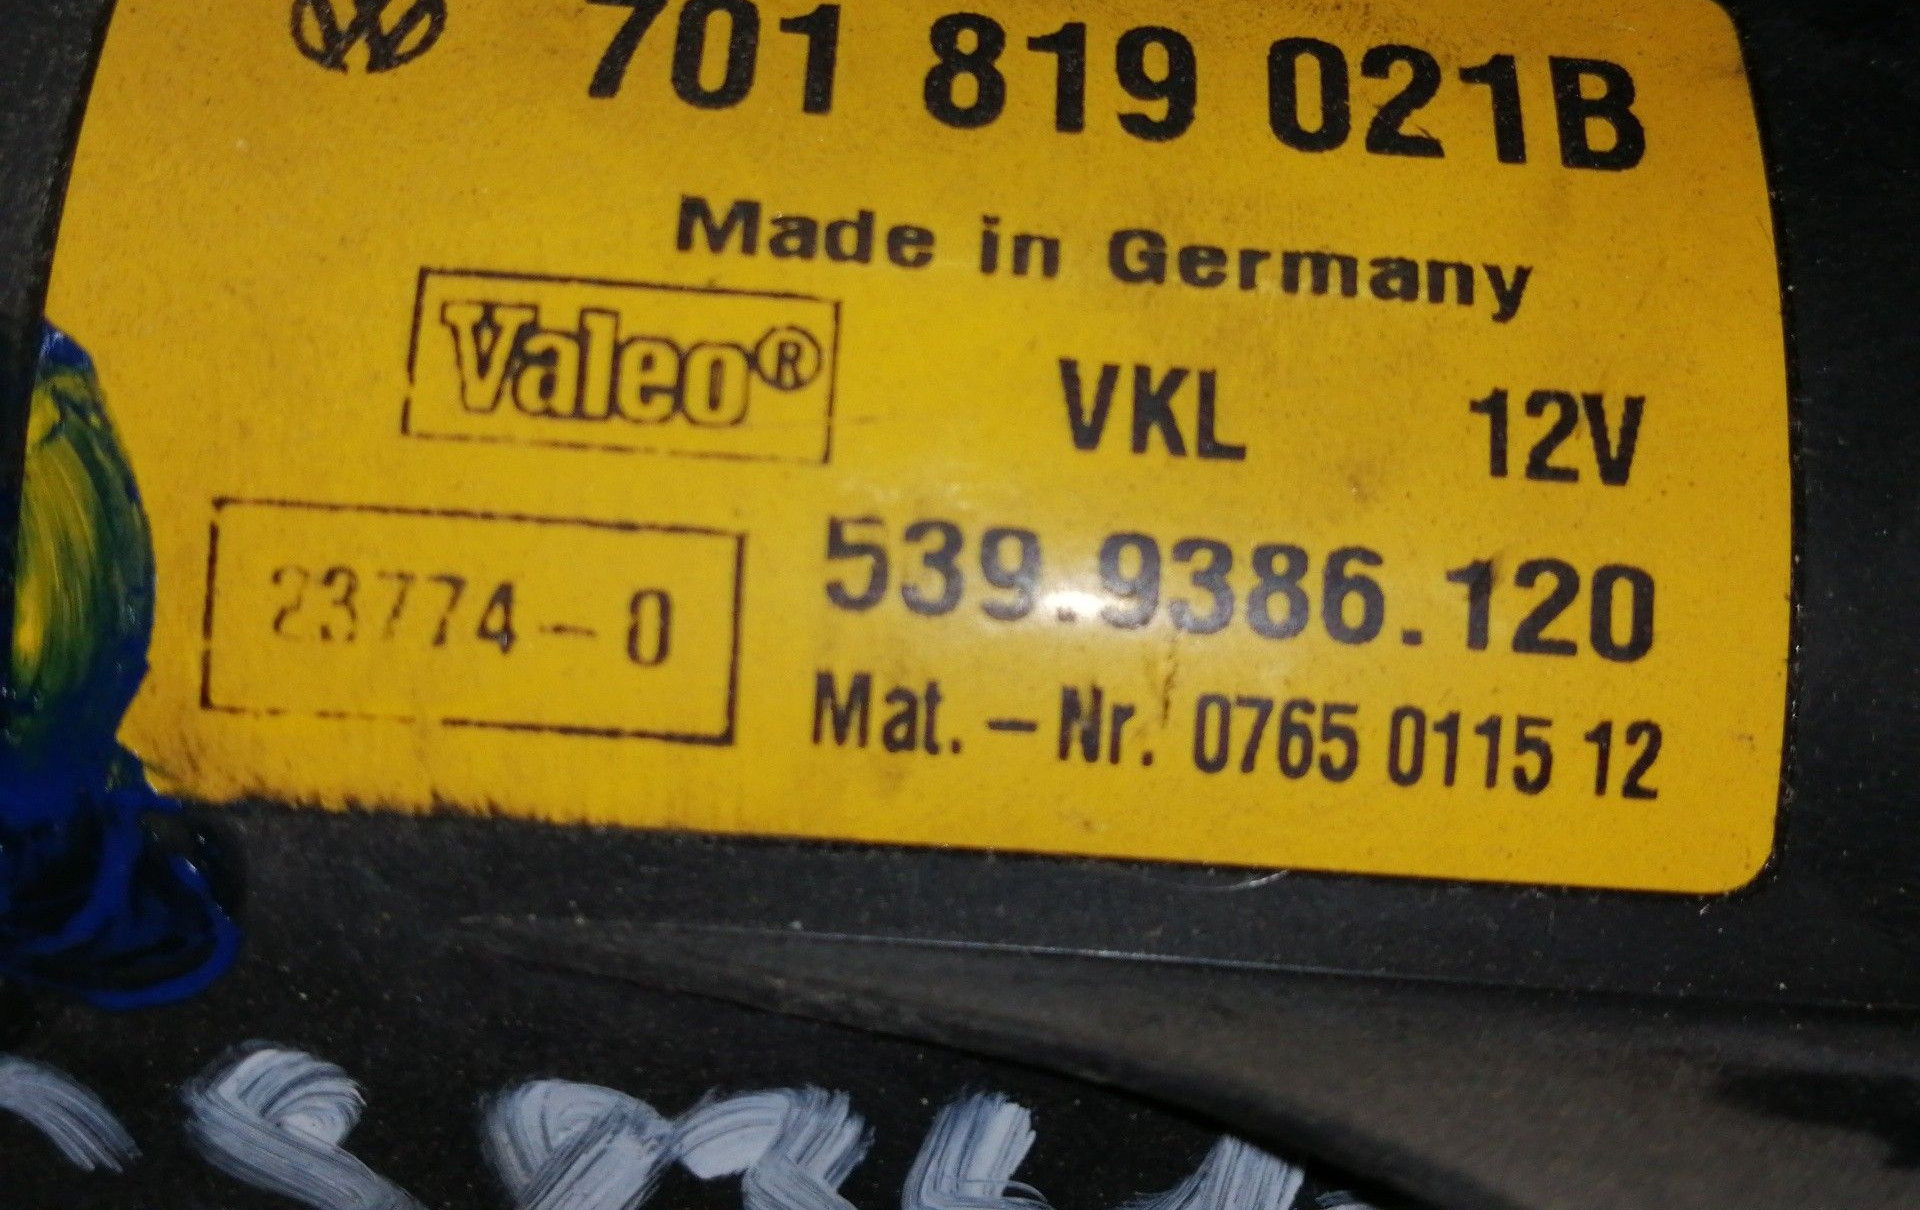 701 819 021B
Made in Germany
Valeo® VKL 12V
23774-0 539.9386.120
Mat.-Nr. 0765 0115 12